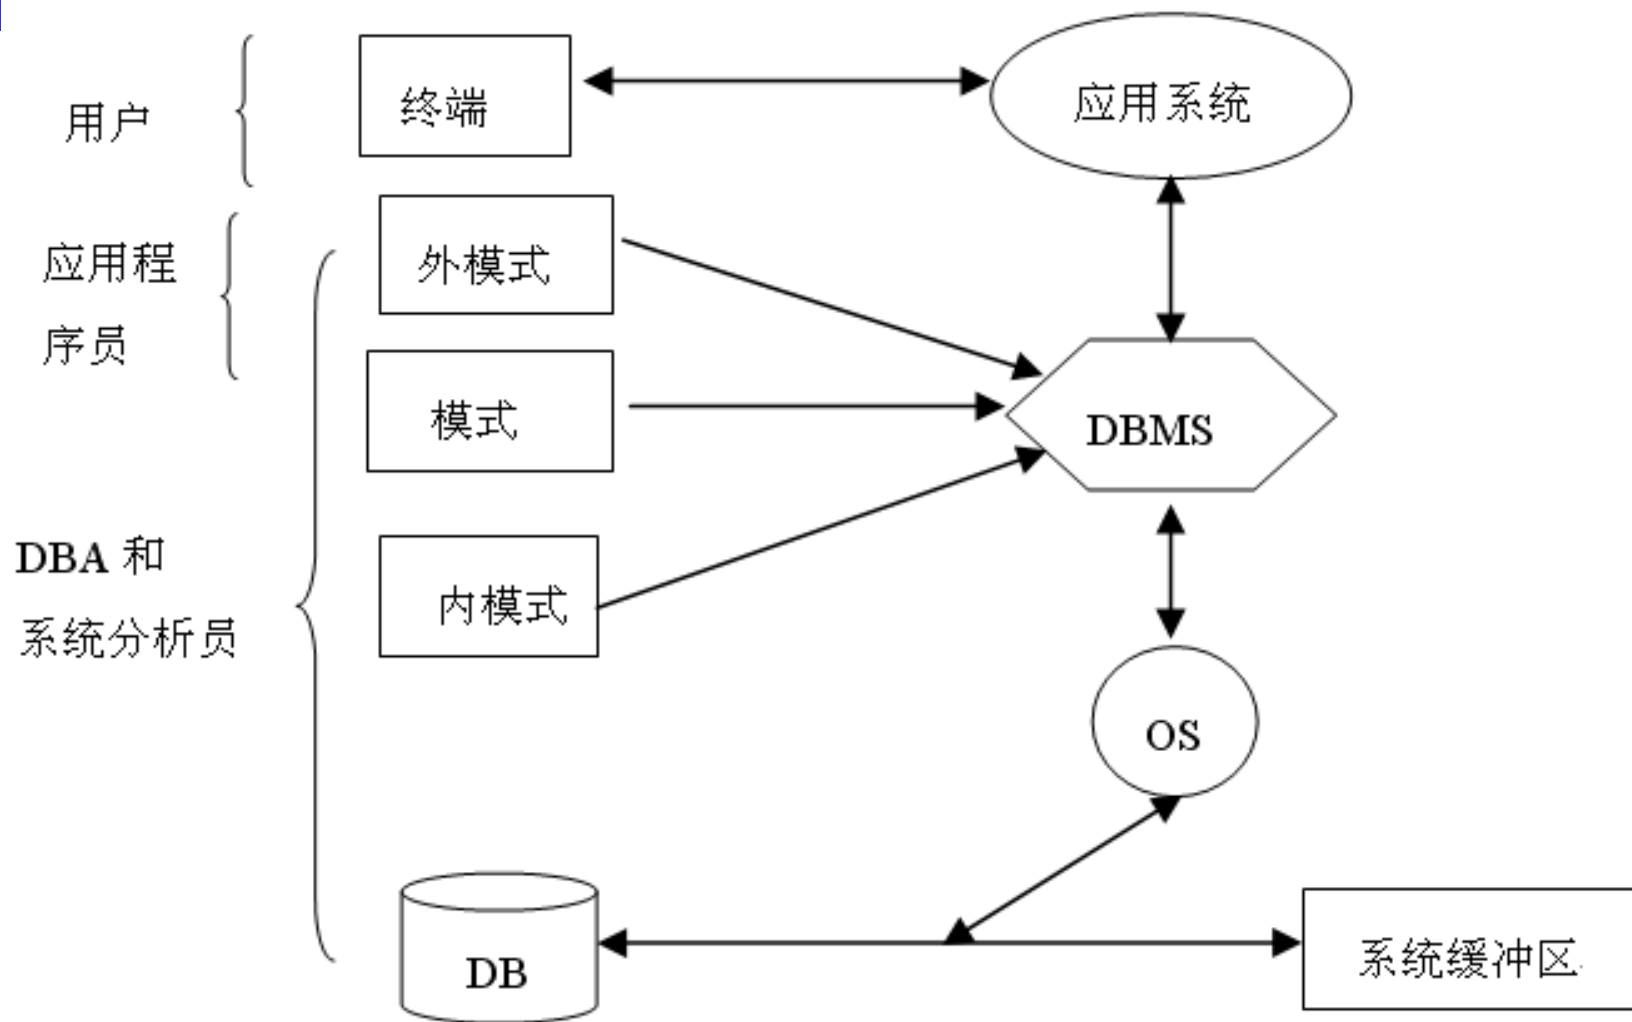 终端
应用系统
用户
外模式
应用程
序员
模式
DBMS
DBA 和
系统分析员
内模式
OS
DB
系统缓冲区